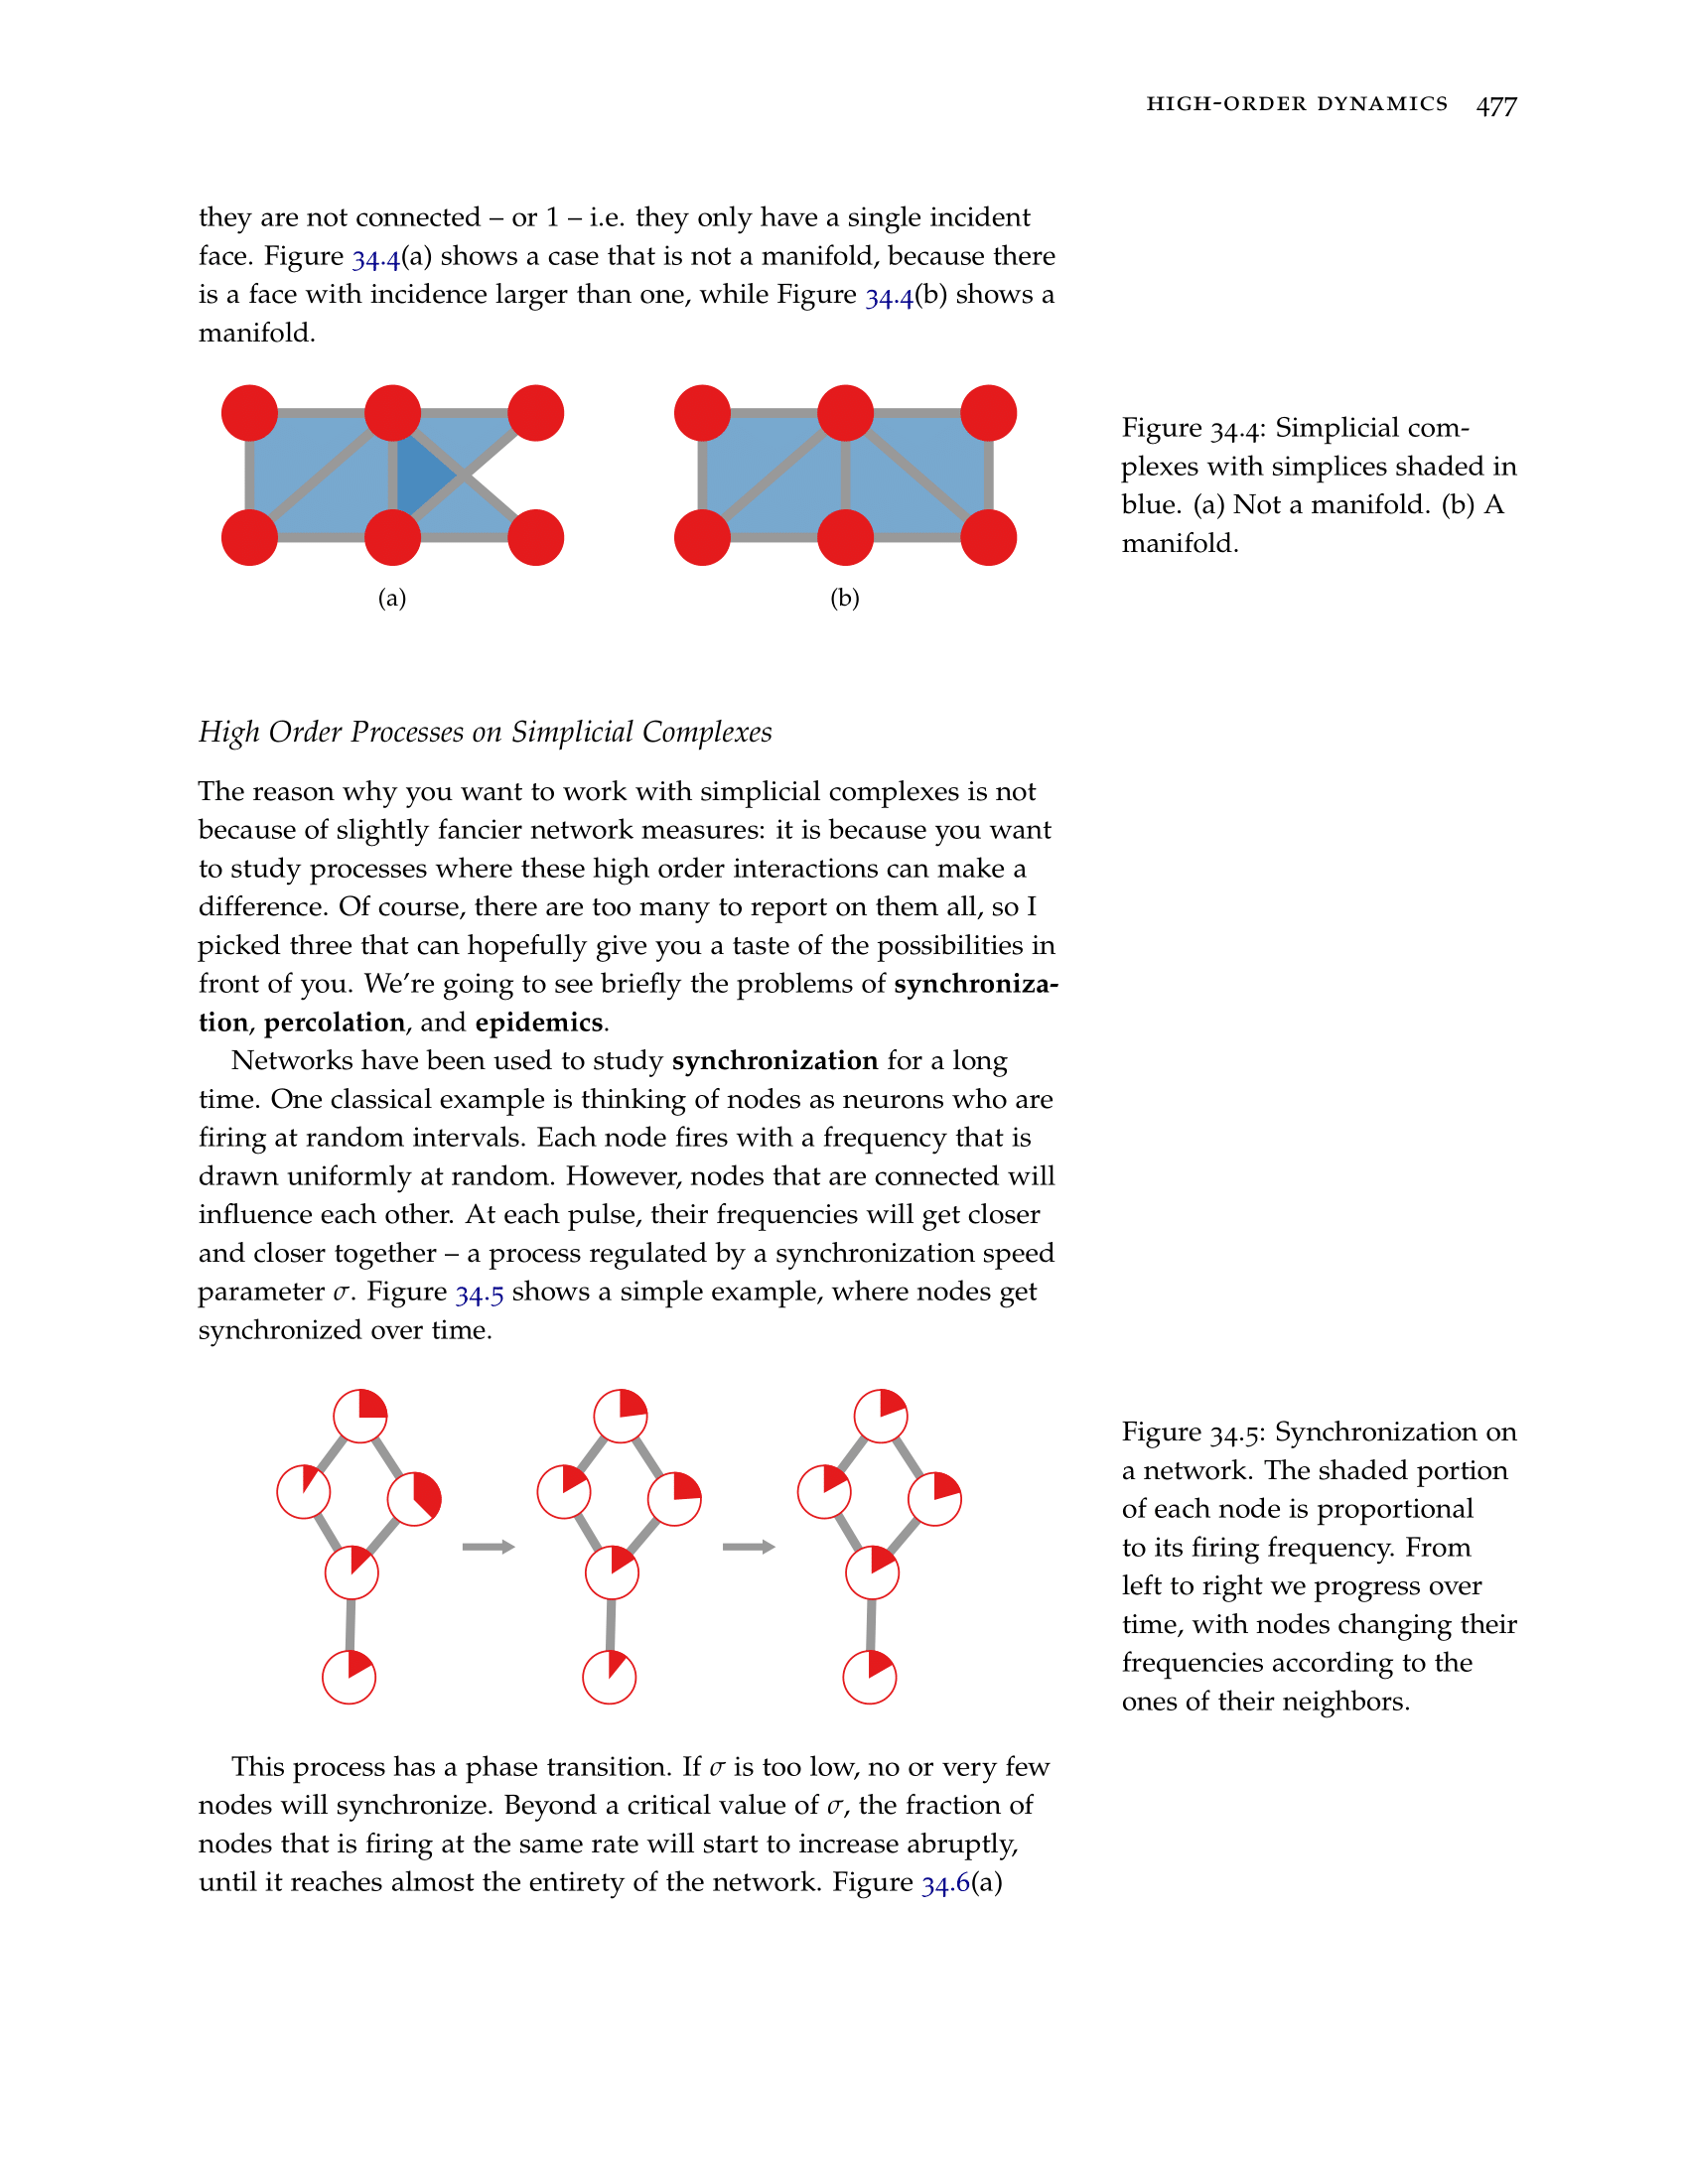 HIGH-ORDER DYNAMICS 477
they are not connected – or 1 – i.e. they only have a single incident
face. Figure 34.4(a) shows a case that is not a manifold, because there
is a face with incidence larger than one, while Figure 34.4(b) shows a
manifold.
(a)
(b)
Figure 34.4: Simplicial com-
plexes with simplices shaded in
blue. (a) Not a manifold. (b) A
manifold.
High Order Processes on Simplicial Complexes
The reason why you want to work with simplicial complexes is not
because of slightly fancier network measures: it is because you want
to study processes where these high order interactions can make a
difference. Of course, there are too many to report on them all, so I
picked three that can hopefully give you a taste of the possibilities in
front of you. We're going to see briefly the problems of synchroniza-
tion, percolation, and epidemics.
Networks have been used to study synchronization for a long
time. One classical example is thinking of nodes as neurons who are
firing at random intervals. Each node fires with a frequency that is
drawn uniformly at random. However, nodes that are connected will
influence each other. At each pulse, their frequencies will get closer
and closer together – a process regulated by a synchronization speed
parameter σ. Figure 34.5 shows a simple example, where nodes get
synchronized over time.
Figure 34.5: Synchronization on
a network. The shaded portion
of each node is proportional
to its firing frequency. From
left to right we progress over
time, with nodes changing their
frequencies according to the
ones of their neighbors.
This process has a phase transition. If σ is too low, no or very few
nodes will synchronize. Beyond a critical value of σ, the fraction of
nodes that is firing at the same rate will start to increase abruptly,
until it reaches almost the entirety of the network. Figure 34.6(a)